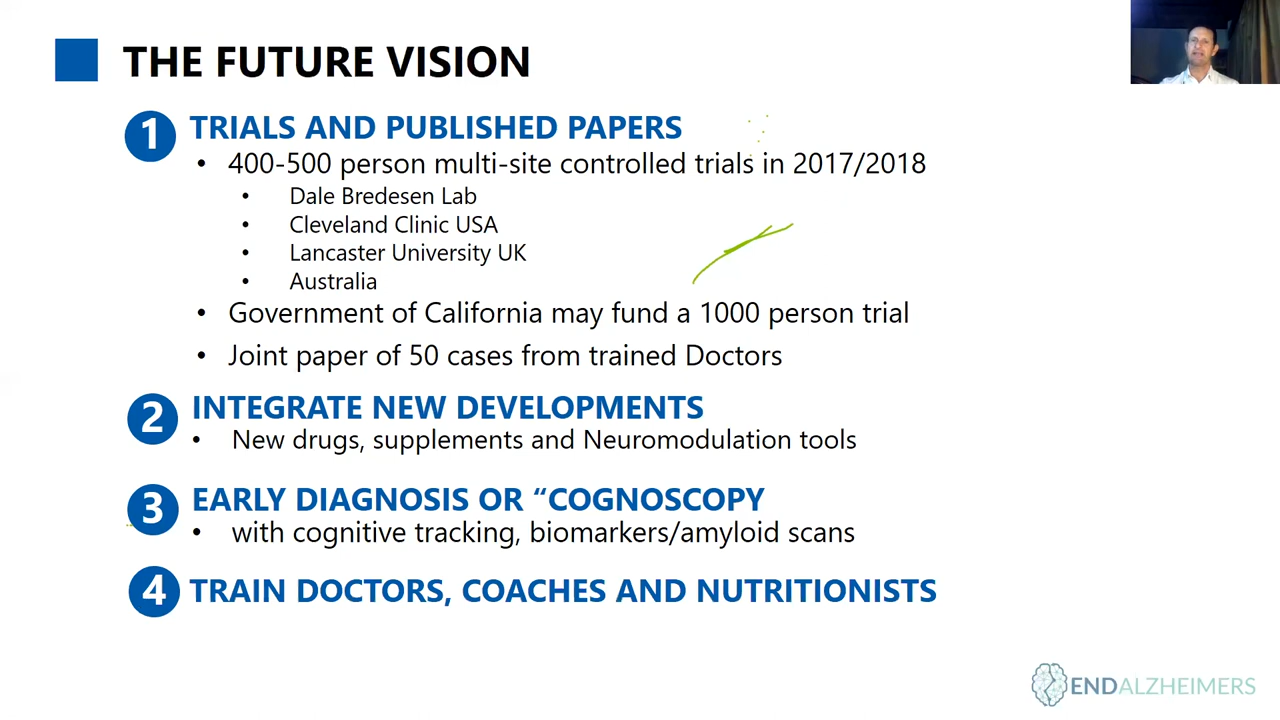 THE FUTURE VISION
1 TRIALS AND PUBLISHED PAPERS
• 400-500 person multi-site controlled trials in 2017/2018
• Dale Bredesen Lab
• Cleveland Clinic USA
• Lancaster University UK
• Australia
• Government of California may fund a 1000 person trial
• Joint paper of 50 cases from trained Doctors
2 INTEGRATE NEW DEVELOPMENTS
• New drugs, supplements and Neuromodulation tools
3 EARLY DIAGNOSIS OR “COGNOSCOPY
• with cognitive tracking, biomarkers/amyloid scans
4 TRAIN DOCTORS, COACHES AND NUTRITIONISTS
ENDALZHEIMERS